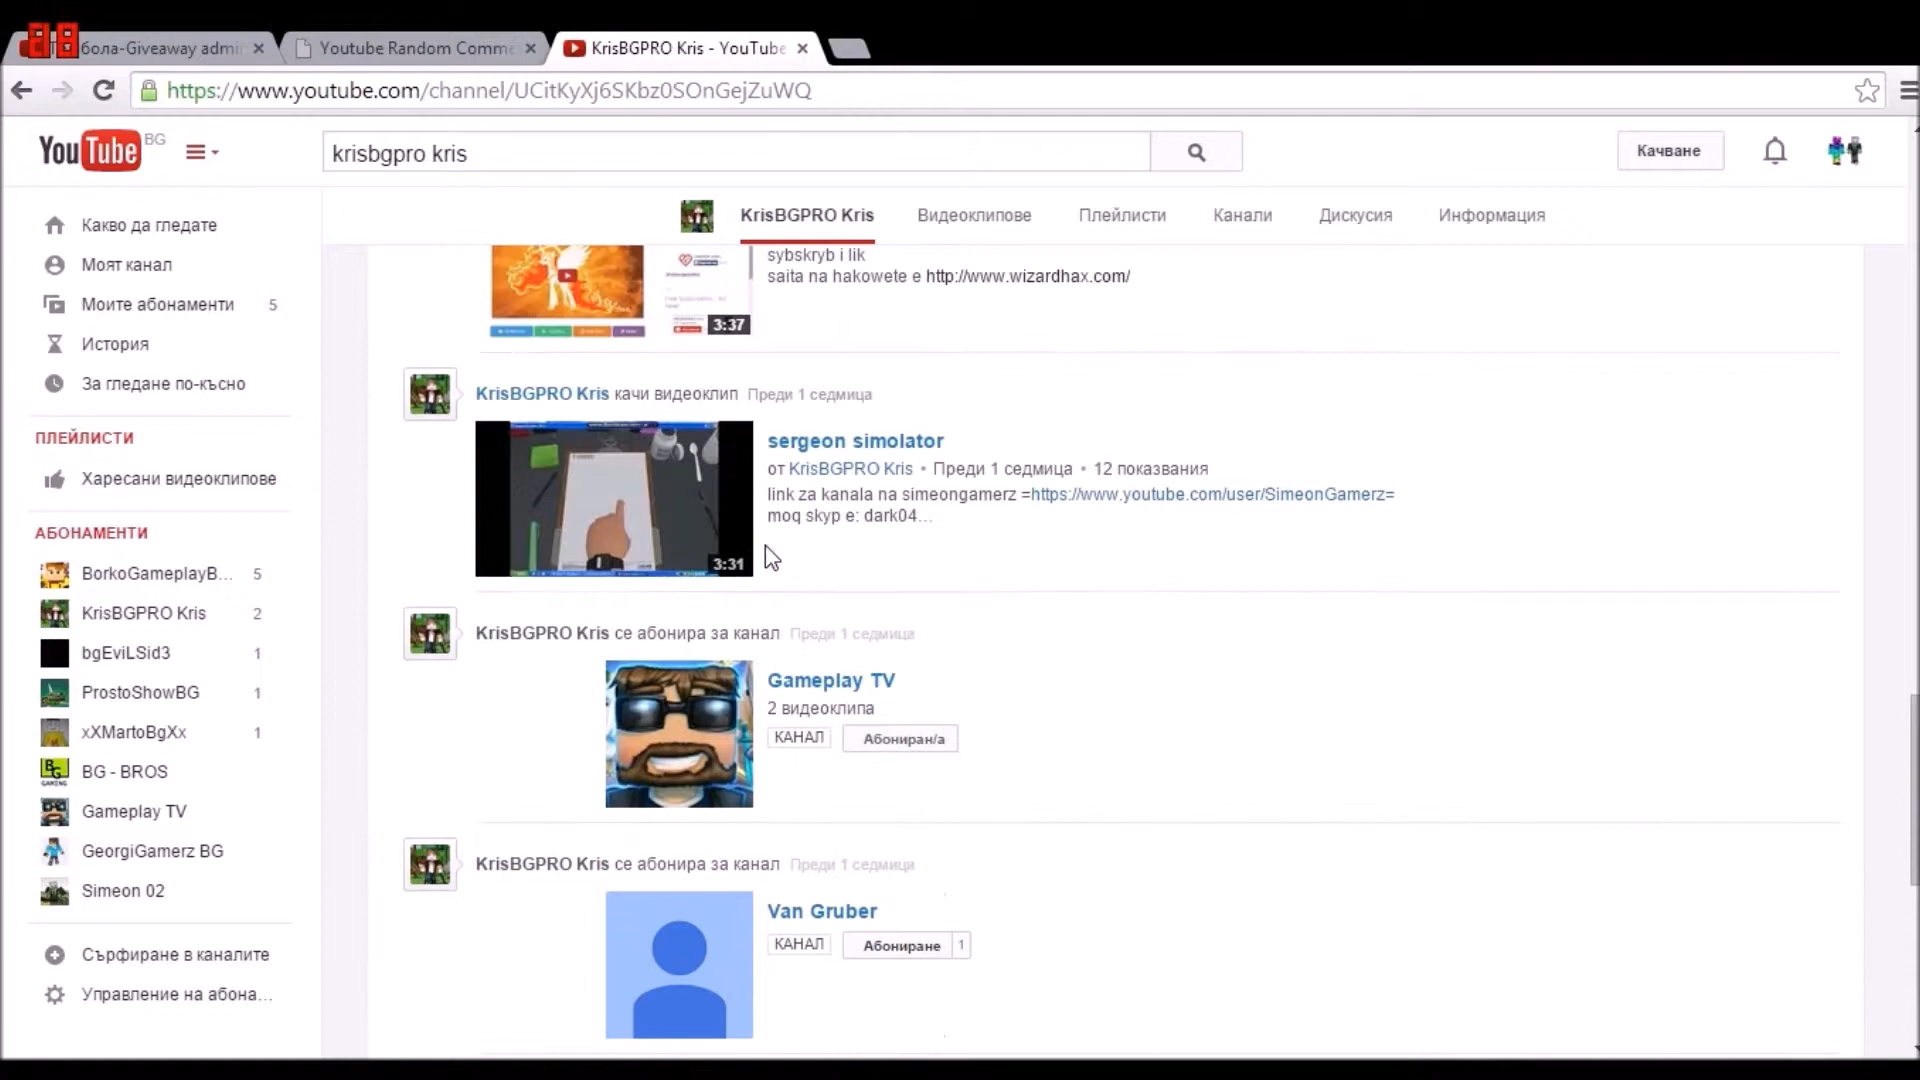 бола-Giveaway admi
Youtube Random Comme
KrisBGPRO Kris - YouTube
https://www.youtube.com/channel/UCitKyXj6SKbz0SOnGejZuWQ
YouTube BG
krisbgpro kris
Качване
KrisBGPRO Kris
Видеоклипове
Плейлисти
Канали
Дискусия
Информация
Какво да гледате
Моят канал
Моите абонаменти 5
История
За гледане по-късно
ПЛЕЙЛИСТИ
Харесани видеоклипове
АБОНАМЕНТИ
BorkoGameplayB... 5
KrisBGPRO Kris 2
bgEviLSid3 1
ProstoShowBG 1
xXMartoBgXx 1
BG - BROS
Gameplay TV
GeorgiGamerz BG
Simeon 02
Сърфиране в каналите
Управление на абона...
sybskryb i lik
saita na hakowete e http://www.wizardhax.com/
3:37
KrisBGPRO Kris качи видеоклип Преди 1 седмица
sergeon simolator
от KrisBGPRO Kris • Преди 1 седмица • 12 показвания
link za kanala na simeongamerz =https://www.youtube.com/user/SimeonGamerz=
moq skyp e: dark04...
3:31
KrisBGPRO Kris се абонира за канал Преди 1 седмица
Gameplay TV
2 видеоклипа
КАНАЛ Абониран/а
KrisBGPRO Kris се абонира за канал Преди 1 седмица
Van Gruber
КАНАЛ Абониране 1